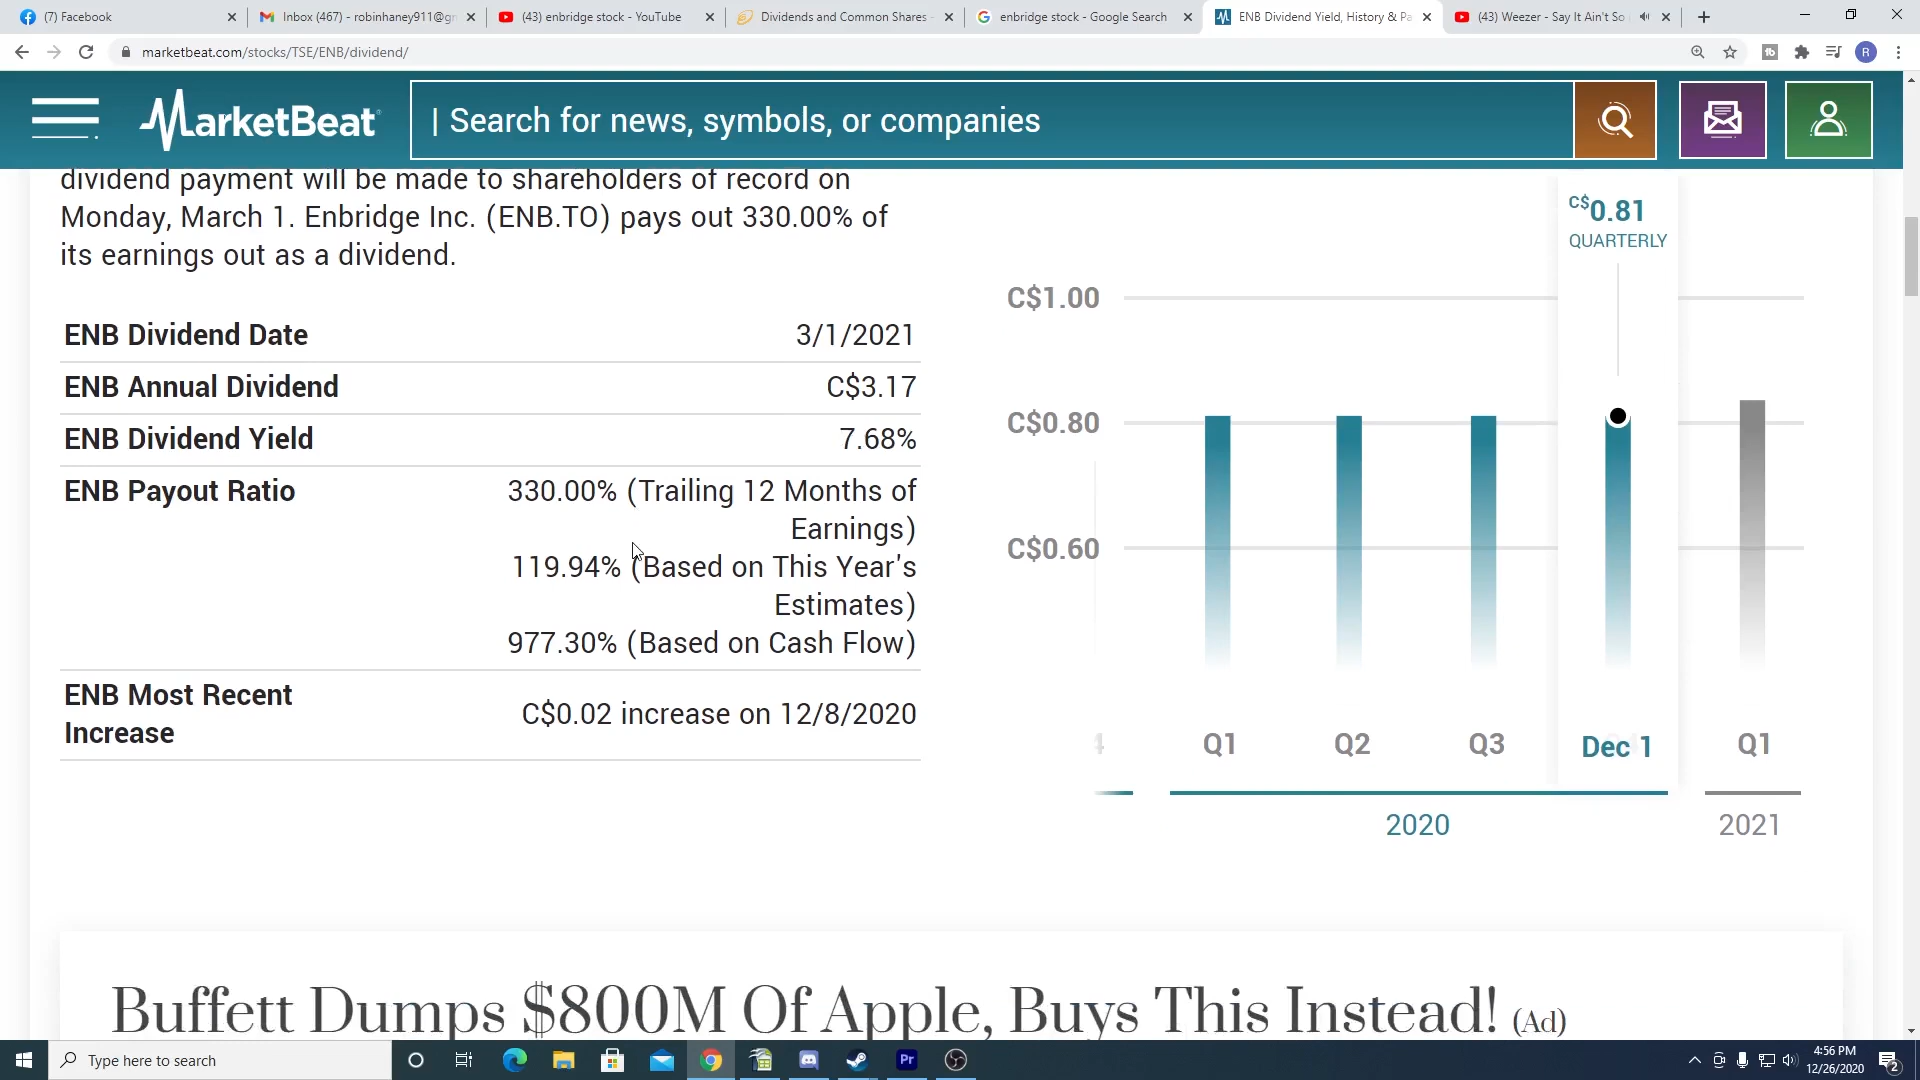 (7) Facebook
Inbox (467) - robinhaney911@gm
(43) enbridge stock - YouTube
Dividends and Common Shares -
enbridge stock - Google Search
ENB Dividend Yield, History & Pa
(43) Weezer - Say It Ain't So
marketbeat.com/stocks/TSE/ENB/dividend/
R
MarketBeat
| Search for news, symbols, or companies
dividend payment will be made to shareholders of record on
Monday, March 1. Enbridge Inc. (ENB.TO) pays out 330.00% of
its earnings out as a dividend.
ENB Dividend Date 3/1/2021
ENB Annual Dividend C$3.17
ENB Dividend Yield 7.68%
ENB Payout Ratio 330.00% (Trailing 12 Months of
Earnings)
119.94% (Based on This Year's
Estimates)
977.30% (Based on Cash Flow)
ENB Most Recent
Increase
C$0.02 increase on 12/8/2020
C$0.81
QUARTERLY
C$1.00
C$0.80
C$0.60
Q1 Q2 Q3 Dec 1 Q1
2020 2021
Buffett Dumps $800M Of Apple, Buys This Instead! (Ad)
Type here to search
Pr
4:56 PM
12/26/2020
2